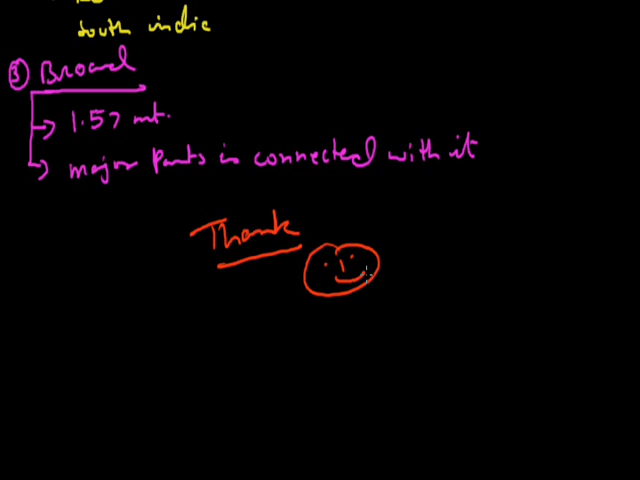 South india
③ Broad
→ 1.57 mt.
→ major parts is connected with it
Thank